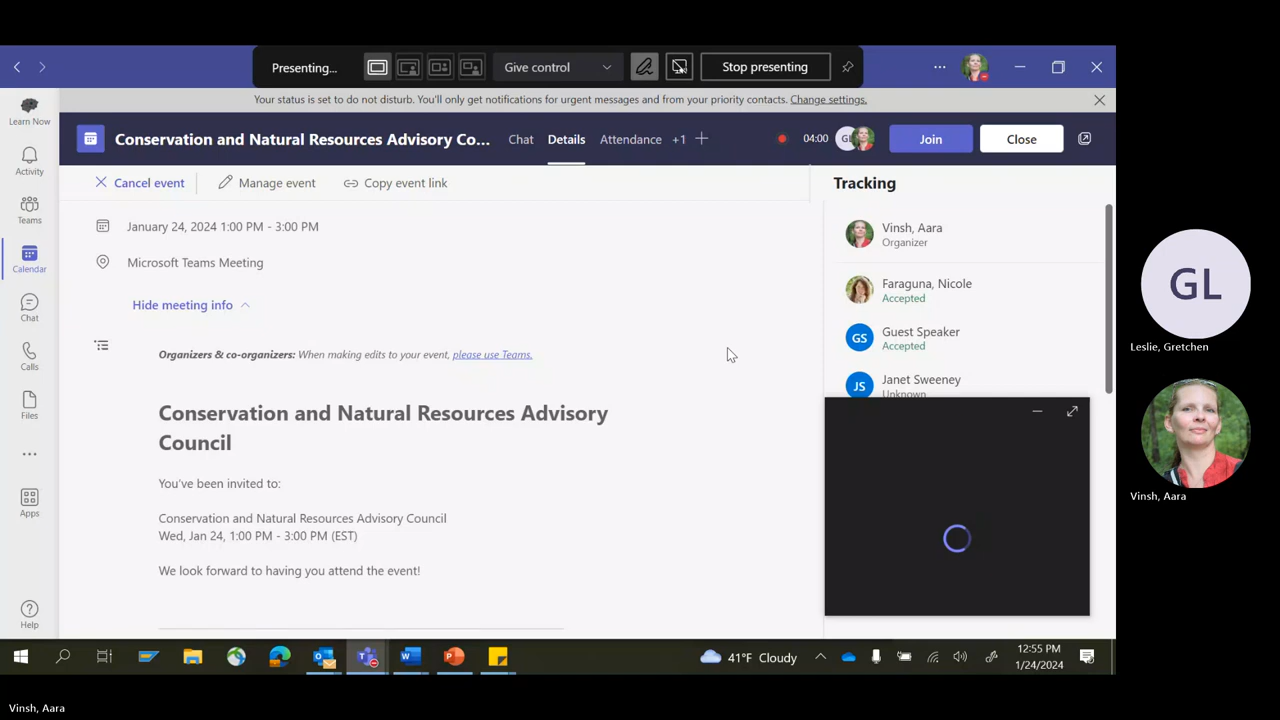 Presenting...
Give control
Stop presenting
Your status is set to do not disturb. You'll only get notifications for urgent messages and from your priority contacts. Change settings.
Learn Now
Activity
Teams
Calendar
Chat
Calls
Files
Apps
Help
Conservation and Natural Resources Advisory Co...
Chat
Details
Attendance
+1
04:00
GL
Join
Close
Cancel event
Manage event
Copy event link
January 24, 2024 1:00 PM - 3:00 PM
Microsoft Teams Meeting
Hide meeting info
Organizers & co-organizers: When making edits to your event, please use Teams.
Conservation and Natural Resources Advisory
Council
You've been invited to:
Conservation and Natural Resources Advisory Council
Wed, Jan 24, 1:00 PM - 3:00 PM (EST)
We look forward to having you attend the event!
Tracking
Vinsh, Aara
Organizer
Faraguna, Nicole
Accepted
GS
Guest Speaker
Accepted
JS
Janet Sweeney
Unknown
41°F Cloudy
12:55 PM
1/24/2024
GL
Leslie, Gretchen
Vinsh, Aara
Vinsh, Aara